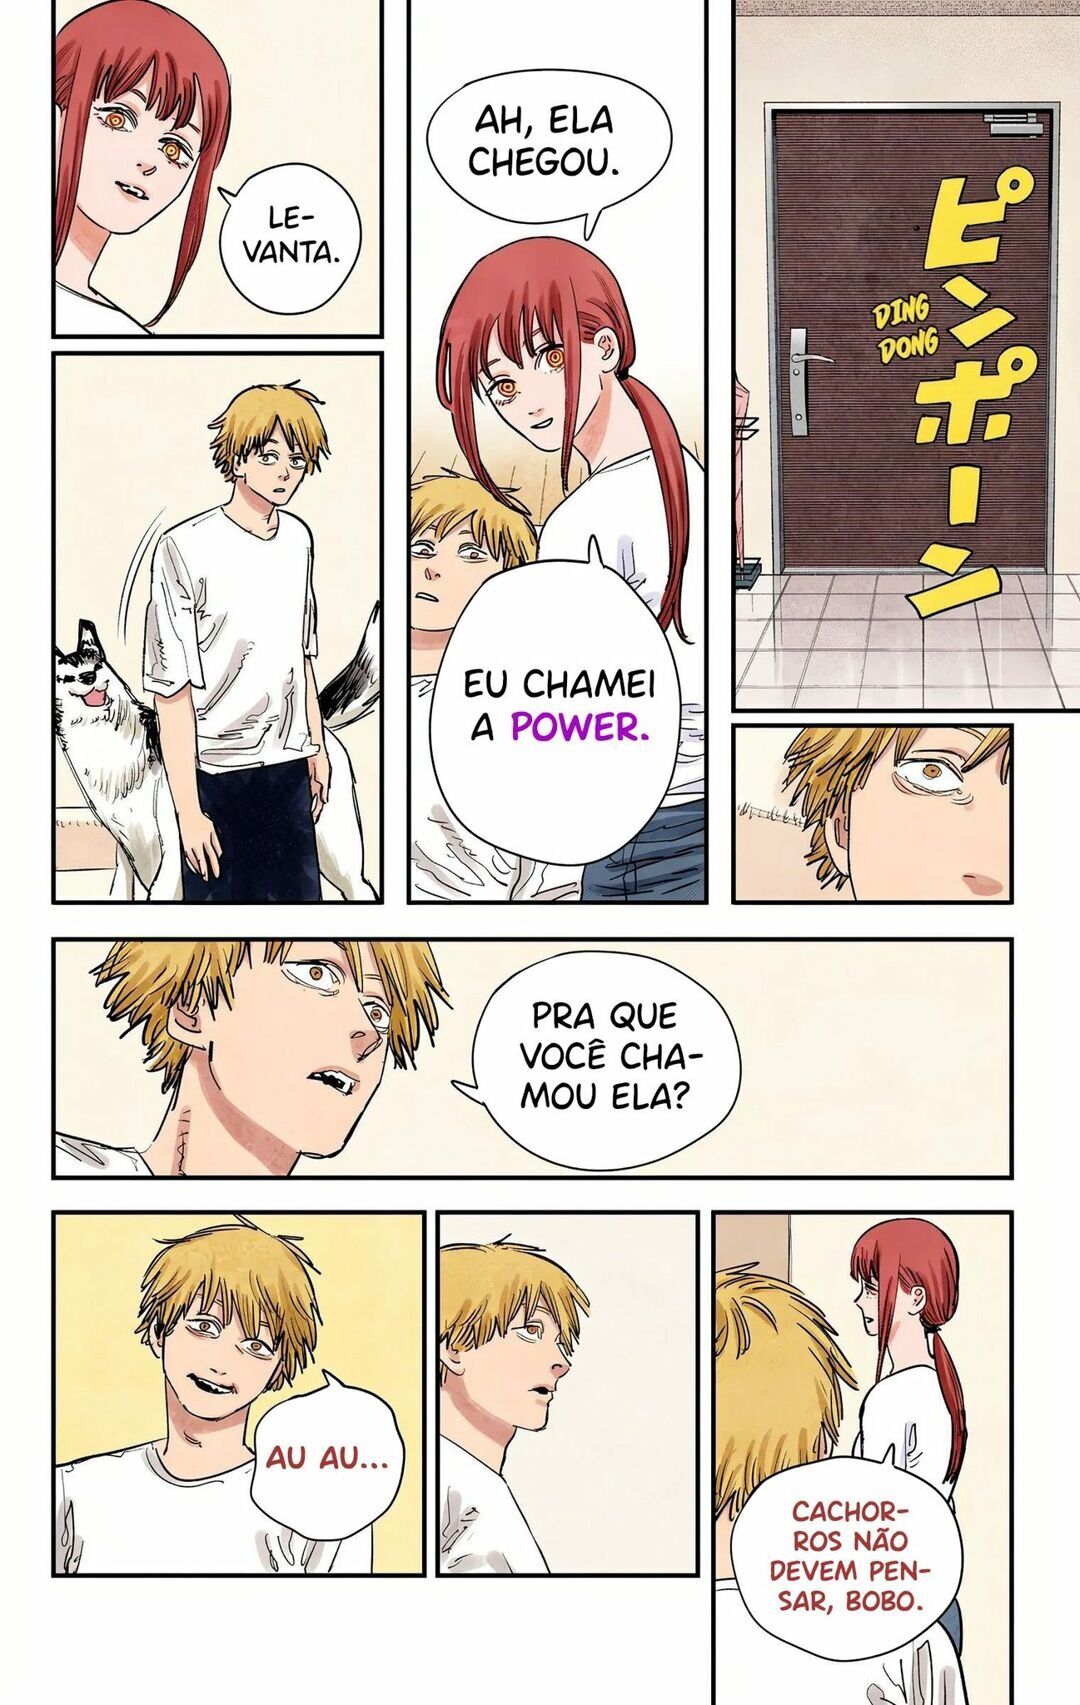 ピンポーン
DING
DONG
AH, ELA
CHEGOU.
EU CHAMEI
A POWER.
LE-
VANTA.
PRA QUE
VOCÊ CHA-
MOU ELA?
CACHOR-
ROS NÃO
DEVEM PEN-
SAR, BOBO.
AU AU...